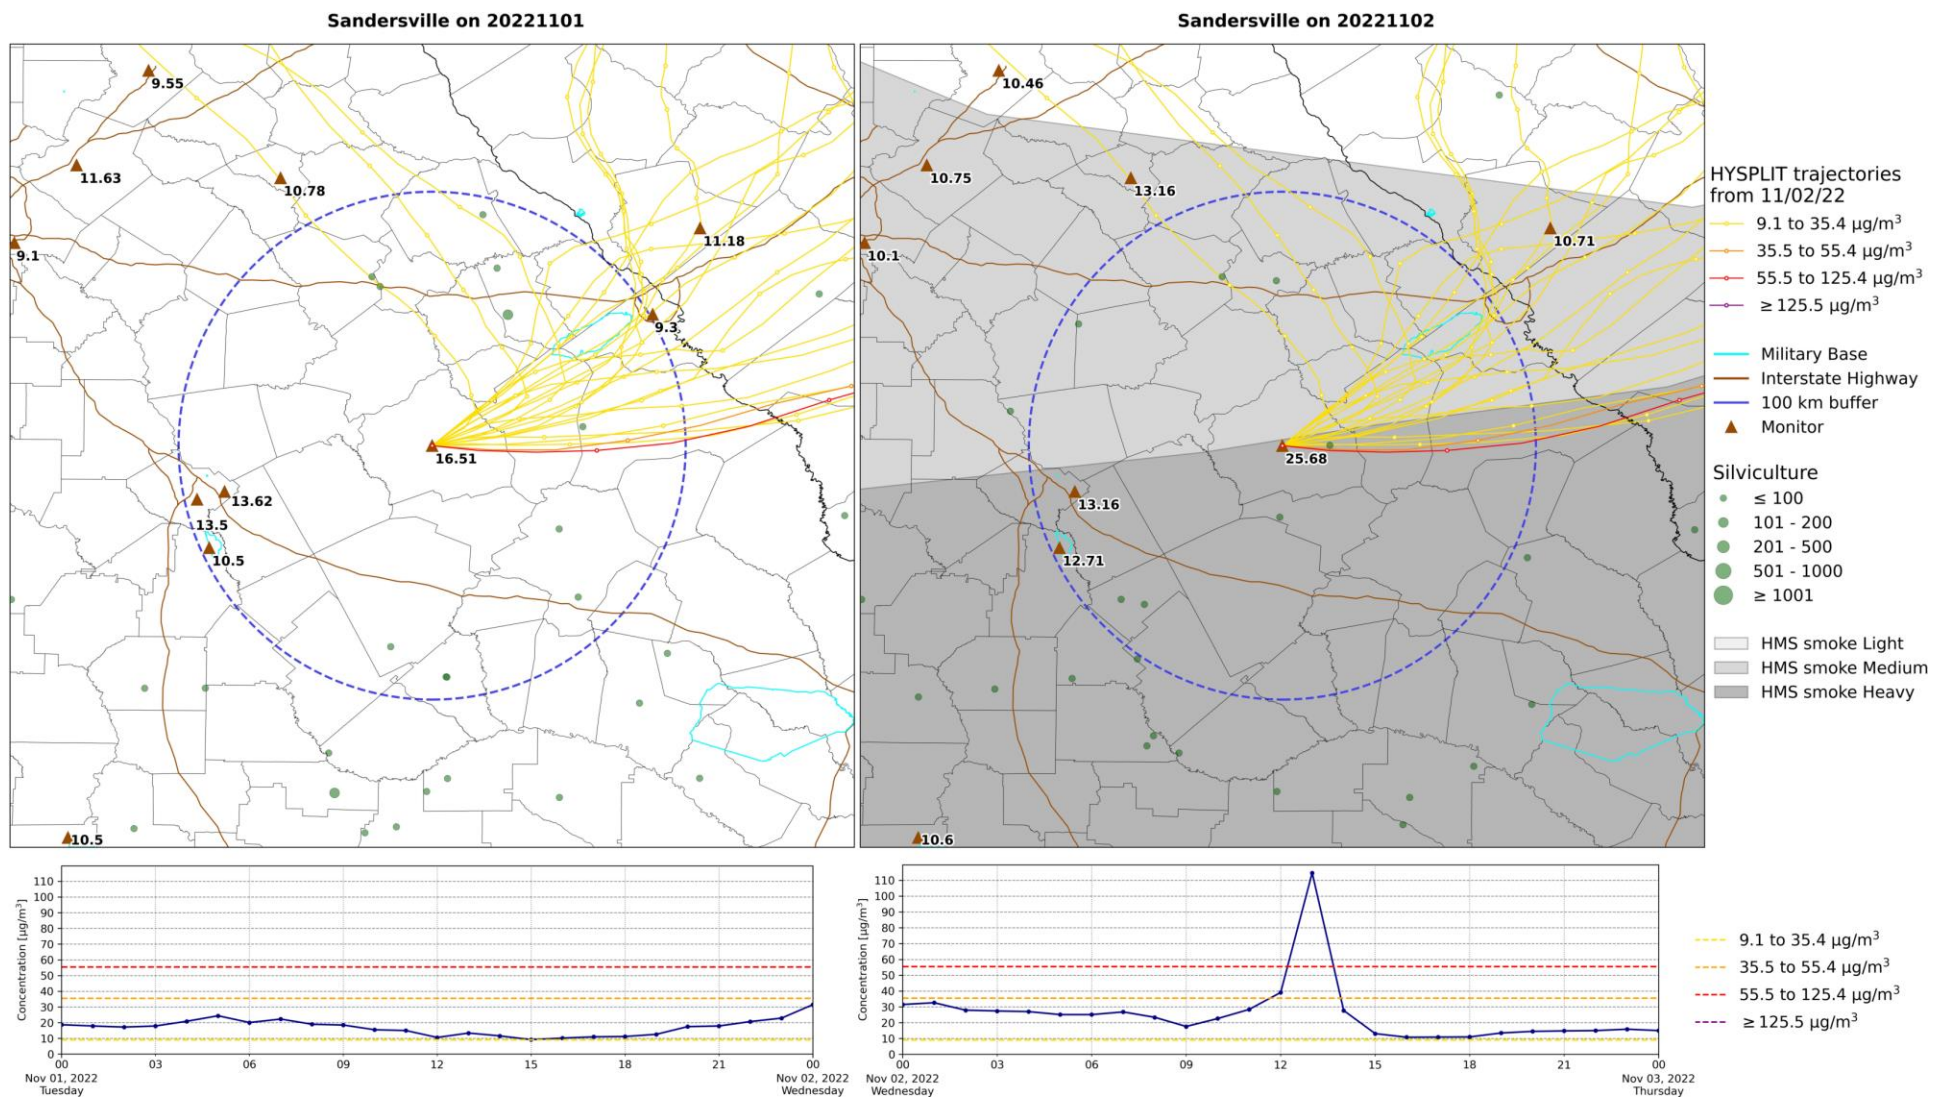 Sandersville on 20221101
9.55
11.63
10.78
9.1
11.18
9.3
16.51
13.62
13.5
10.5
10.5
Sandersville on 20221102
10.46
10.75
13.16
10.1
10.71
25.68
13.16
12.71
10.6
HYSPLIT trajectories
from 11/02/22
9.1 to 35.4 µg/m³
35.5 to 55.4 µg/m³
55.5 to 125.4 µg/m³
≥ 125.5 µg/m³
Military Base
Interstate Highway
100 km buffer
Monitor
Silviculture
≤ 100
101 - 200
201 - 500
501 - 1000
≥ 1001
HMS smoke Light
HMS smoke Medium
HMS smoke Heavy
Concentration [µg/m³]
110
100
90
80
70
60
50
40
30
20
10
0
00 03 06 09 12 15 18 21 00
Nov 01, 2022 Nov 02, 2022
Tuesday Wednesday
Concentration [µg/m³]
110
100
90
80
70
60
50
40
30
20
10
0
00 03 06 09 12 15 18 21 00
Nov 02, 2022 Nov 03, 2022
Wednesday Thursday
9.1 to 35.4 µg/m³
35.5 to 55.4 µg/m³
55.5 to 125.4 µg/m³
≥ 125.5 µg/m³